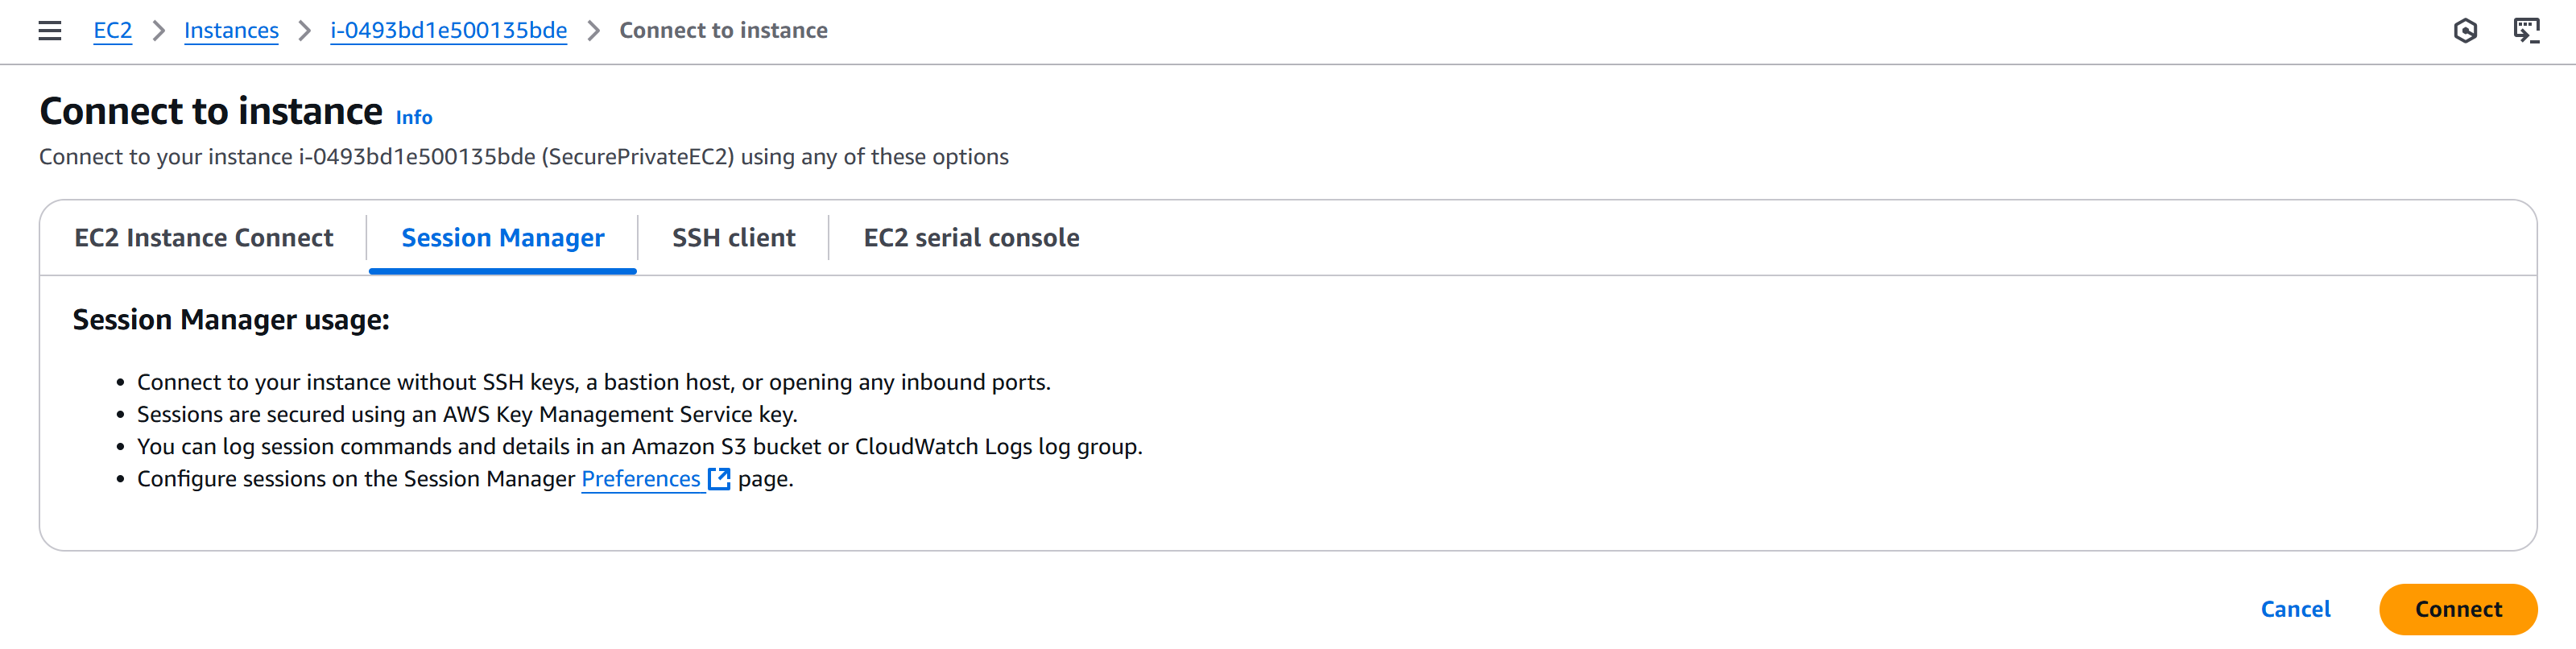 EC2 > Instances > i-0493bd1e500135bde > Connect to instance
Connect to instance Info
Connect to your instance i-0493bd1e500135bde (SecurePrivateEC2) using any of these options
EC2 Instance Connect Session Manager SSH client EC2 serial console
Session Manager usage:
• Connect to your instance without SSH keys, a bastion host, or opening any inbound ports.
• Sessions are secured using an AWS Key Management Service key.
• You can log session commands and details in an Amazon S3 bucket or CloudWatch Logs log group.
• Configure sessions on the Session Manager Preferences page.
Cancel Connect